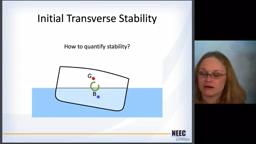 Initial Transverse Stability
How to quantify stability?
G
B
NEEC